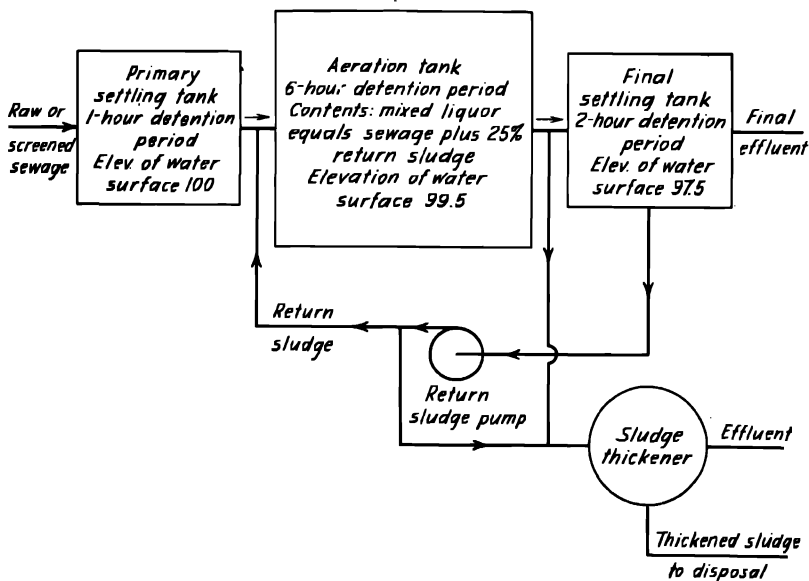 Raw or
screened
sewage
Primary
settling tank
1-hour detention
period
Elev. of water
surface 100
Aeration tank
6-hour detention period
Contents: mixed liquor
equals sewage plus 25%
return sludge
Elevation of water
surface 99.5
Final
settling tank
2-hour detention
period
Elev. of water
surface 97.5
Final
effluent
Return
sludge
Return
sludge pump
Sludge
thickener
Effluent
Thickened sludge
to disposal